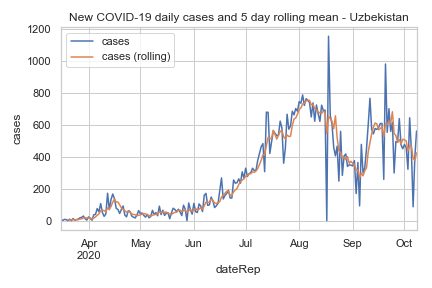 New COVID-19 daily cases and 5 day rolling mean - Uzbekistan
cases
cases (rolling)
1200
1000
800
600
400
200
0
cases
Apr
2020
May
Jun
Jul
Aug
Sep
Oct
dateRep